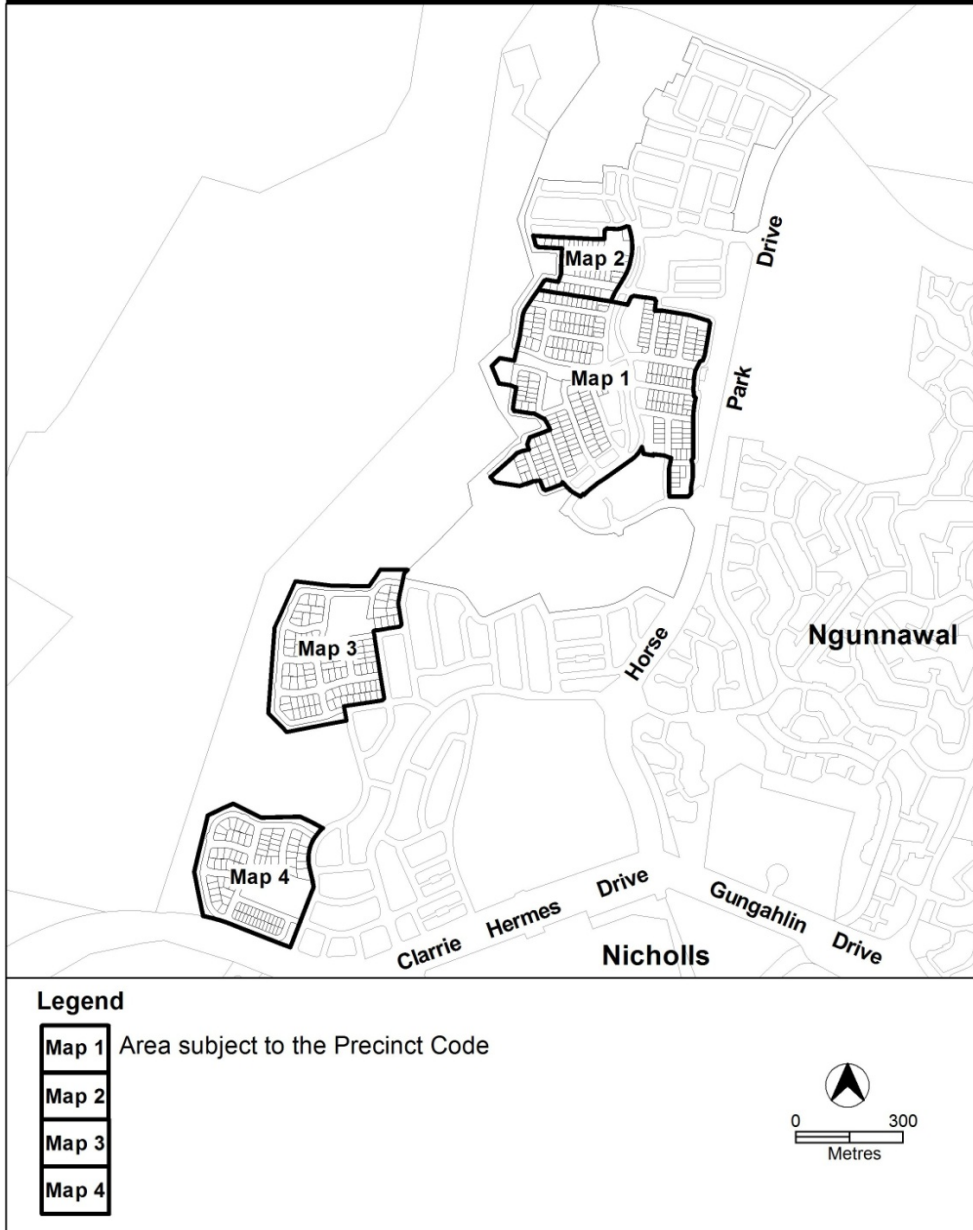 Map 2
Drive
Map 1
Park
Map 3
Horse
Ngunnawal
Map 4
Clarrie Hermes Drive
Gungahlin Drive
Nicholls
Legend
Map 1 Area subject to the Precinct Code
Map 2
Map 3
Map 4
0 300
Metres